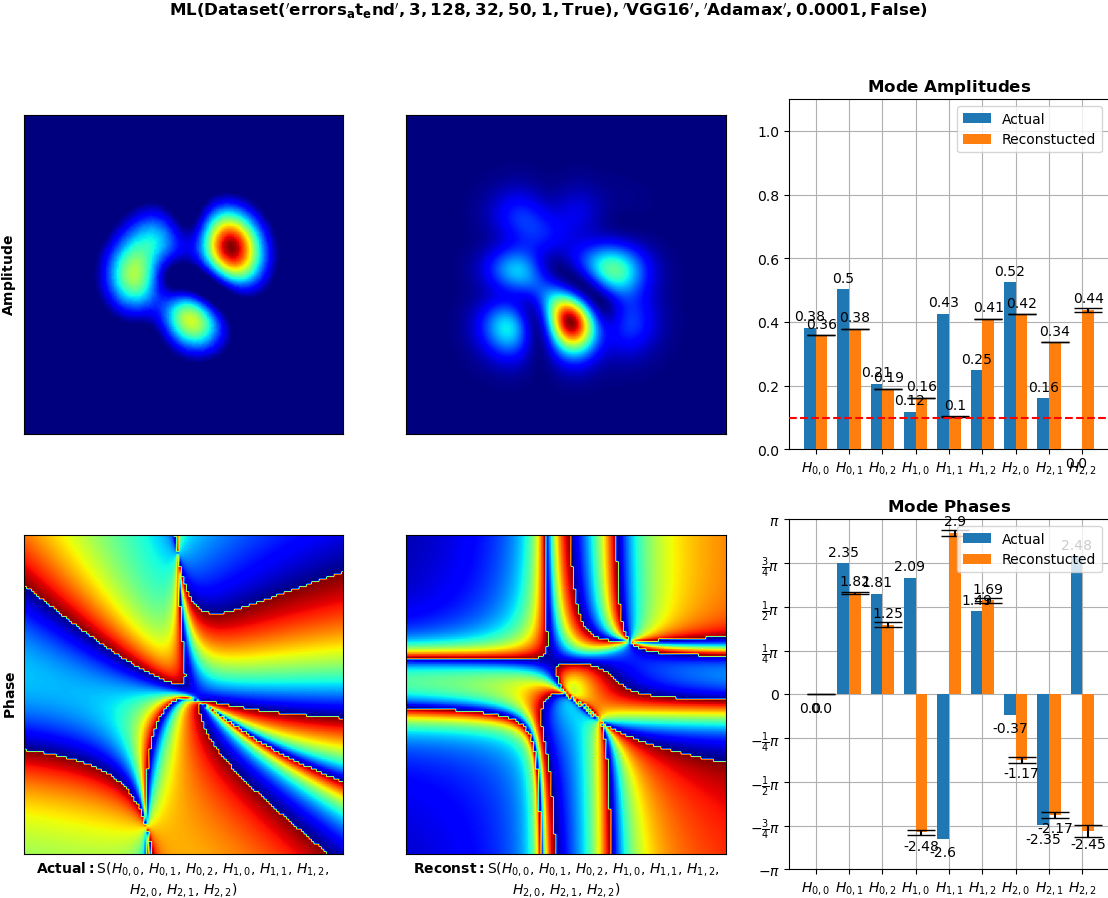 ML(Dataset('errors_at_end', 3, 128, 32, 50, 1, True), 'VGG16', 'Adamax', 0.0001, False)
Amplitude
Mode Amplitudes
Actual
Reconstucted
1.0
0.8
0.6
0.4
0.2
0.0
0.38
0.36
0.5
0.38
0.21
0.19
0.12
0.16
0.43
0.1
0.25
0.41
0.52
0.42
0.16
0.34
0.0
0.44
H0,0 H0,1 H0,2 H1,0 H1,1 H1,2 H2,0 H2,1 H2,2
Phase
Mode Phases
Actual
Reconstucted
π
3/4π
1/2π
1/4π
0
−1/4π
−1/2π
−3/4π
−π
0.0
0.0
2.35
1.82
1.81
1.25
2.09
-2.48
-2.6
2.9
1.49
1.69
-0.37
-1.17
-2.35
-2.17
2.48
-2.45
H0,0 H0,1 H0,2 H1,0 H1,1 H1,2 H2,0 H2,1 H2,2
Actual: S(H0,0, H0,1, H0,2, H1,0, H1,1, H1,2,
H2,0, H2,1, H2,2)
Reconst: S(H0,0, H0,1, H0,2, H1,0, H1,1, H1,2,
H2,0, H2,1, H2,2)